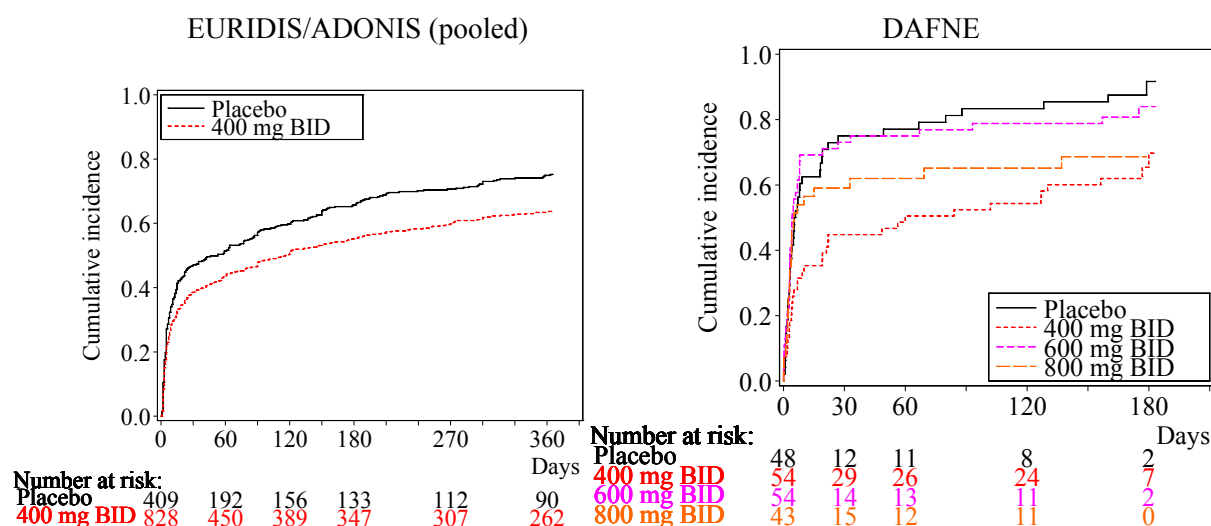 EURIDIS/ADONIS (pooled)
Cumulative incidence
1.0
0.8
0.6
0.4
0.2
0.0
Placebo
400 mg BID
0 60 120 180 270 360
Days
Number at risk:
Placebo 409 192 156 133 112 90
400 mg BID 828 450 389 347 307 262
DAFNE
Cumulative incidence
1.0
0.8
0.6
0.4
0.2
0.0
Placebo
400 mg BID
600 mg BID
800 mg BID
0 30 60 120 180
Days
Number at risk:
Placebo 48 12 11 8 2
400 mg BID 54 29 26 24 7
600 mg BID 54 14 13 11 2
800 mg BID 43 15 12 11 0